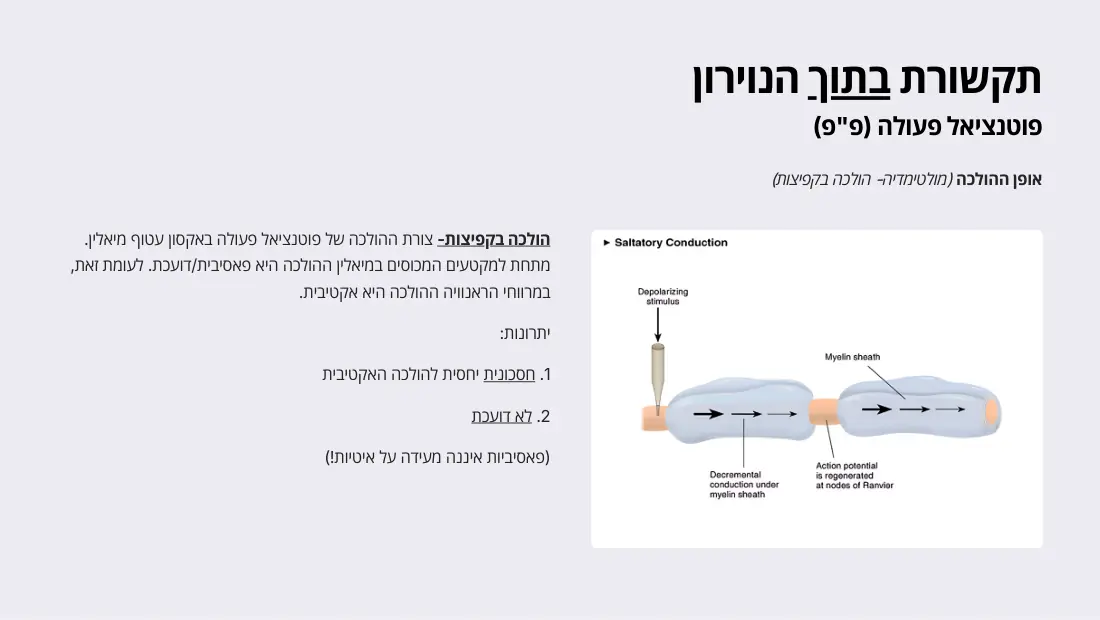 תקשורת בתוך הנוירון
פוטנציאל פעולה (פ"פ)
אופן ההולכה (מולטימדיה- הולכה בקפיצות)
הולכה בקפיצות- צורת ההולכה של פוטנציאל פעולה באקסון עטוף מיאלין.
מתחת למקטעים המכוסים במיאלין ההולכה היא פאסיבית/דועכת. לעומת זאת,
במרווחי הראנוויה ההולכה היא אקטיבית.
יתרונות:
1. חסכונית יחסית להולכה האקטיבית
2. לא דועכת
(פאסיביות איננה מעידה על איטיות!)
► Saltatory Conduction
Depolarizing
stimulus
Myelin sheath
Decremental
conduction under
myelin sheath
Action potential
is regenerated
at nodes of Ranvier